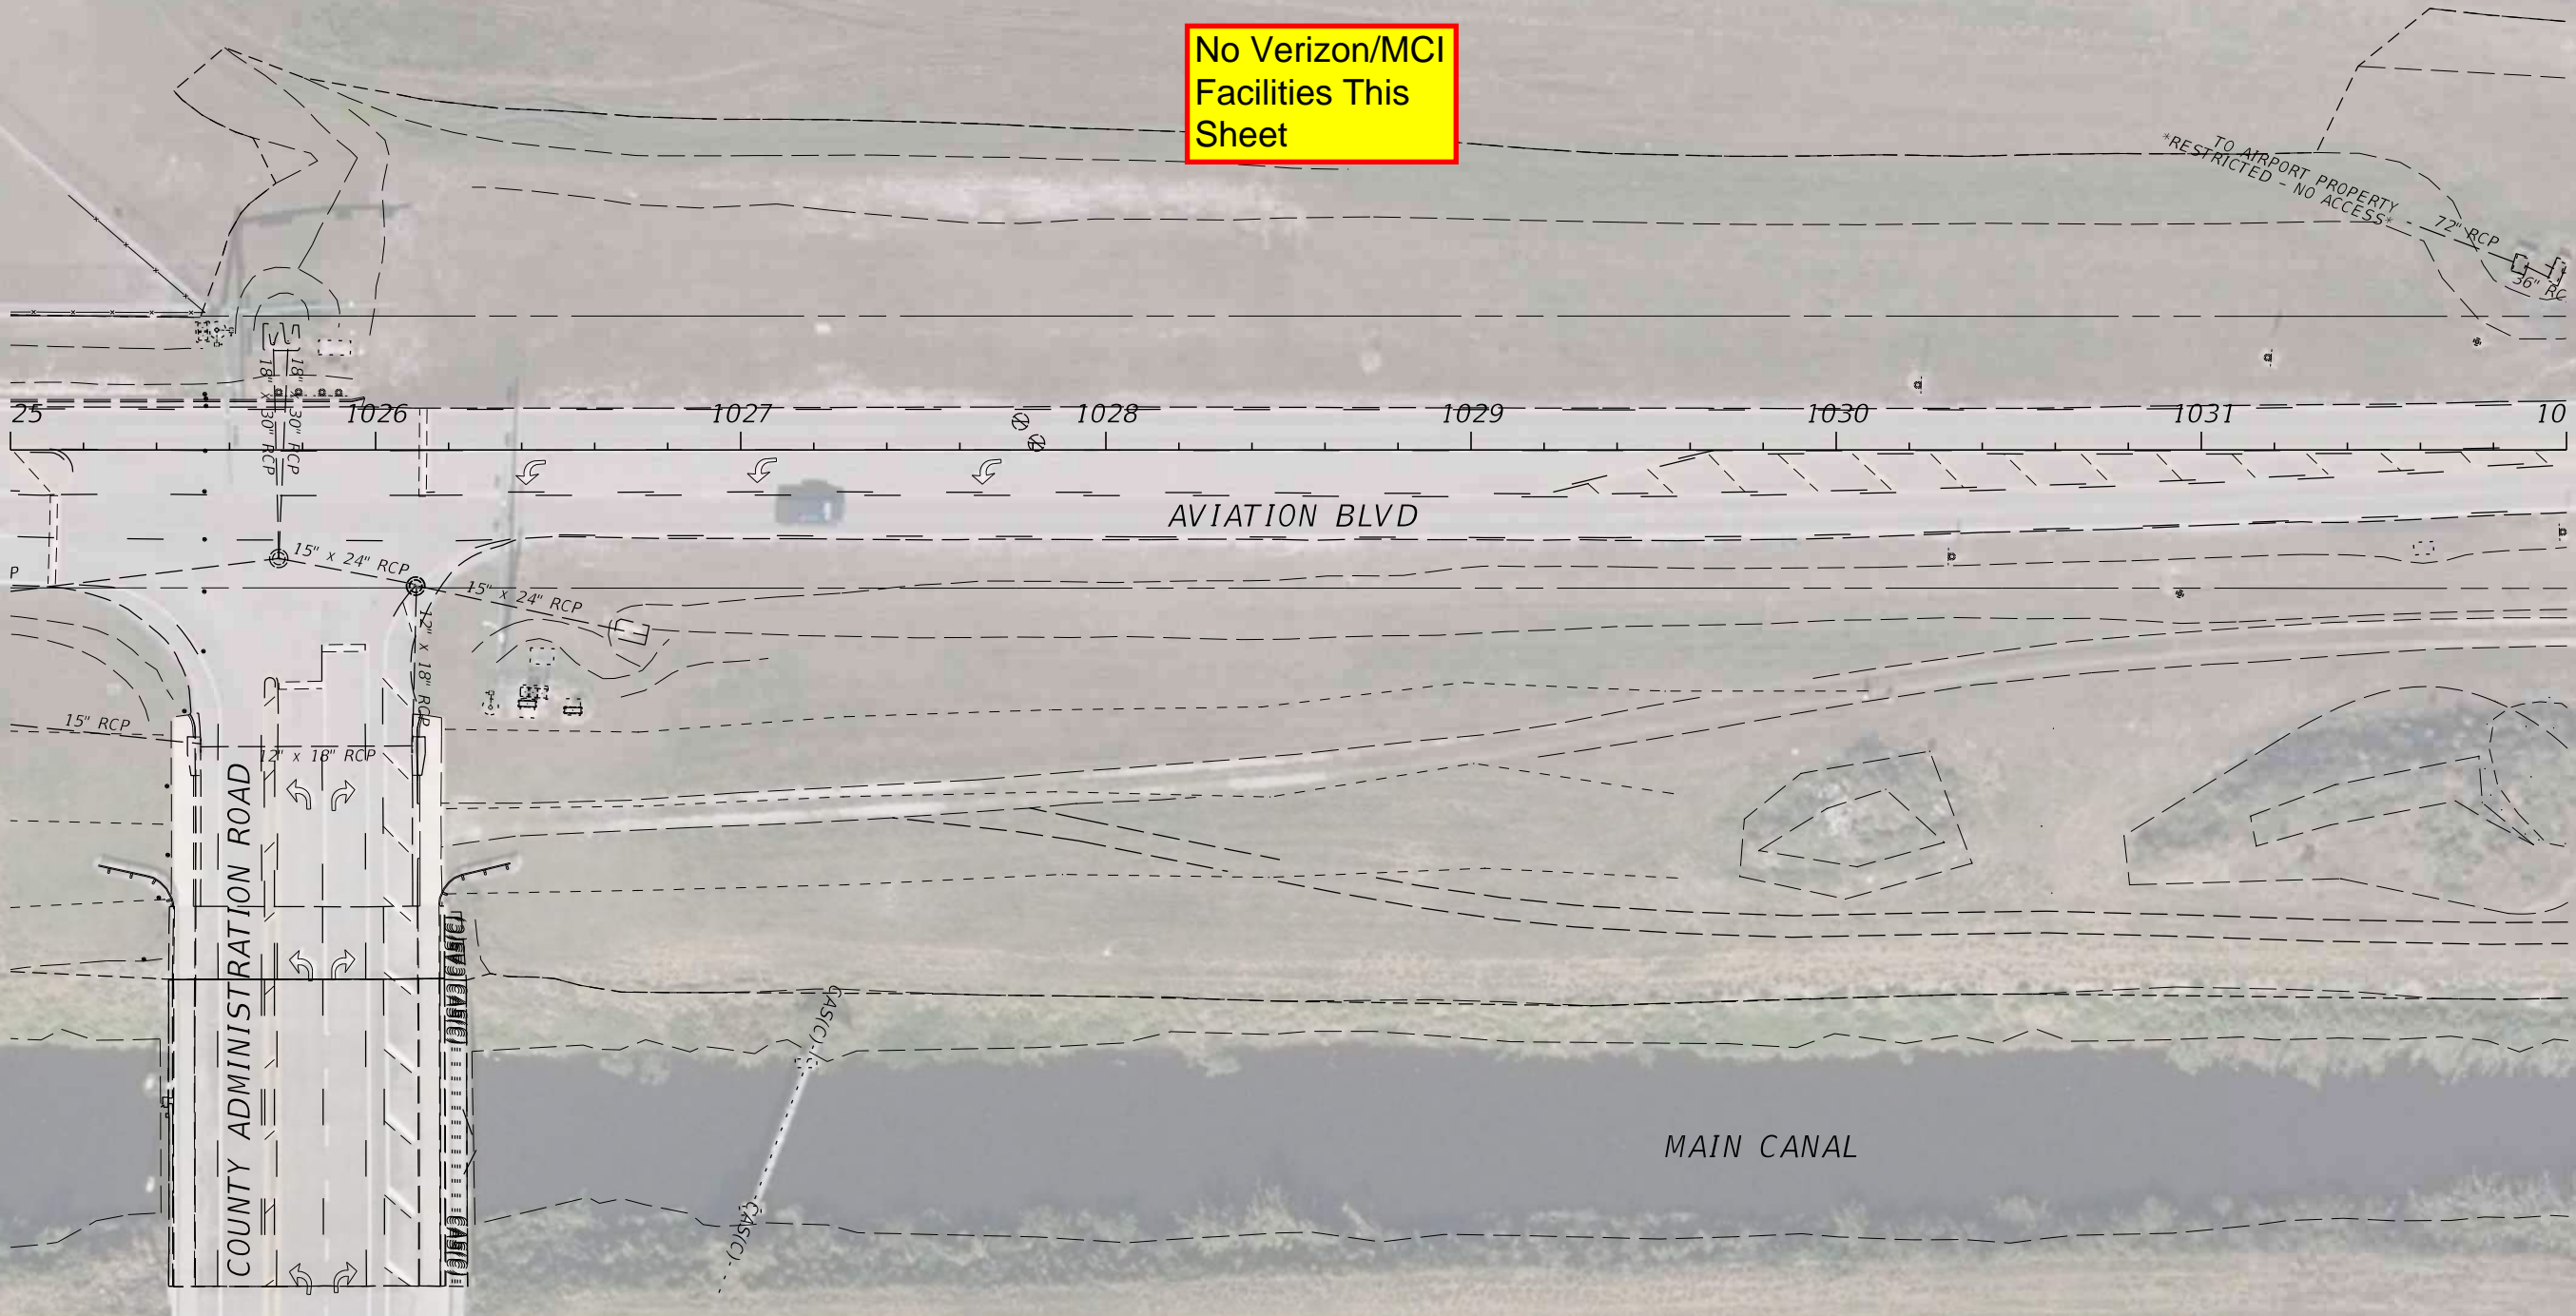 No Verizon/MCI
Facilities This
Sheet
TO AIRPORT PROPERTY
*RESTRICTED - NO ACCESS*
72" RCP
36" RC
18" x 30" RCP
18" x 30" RCP
25
1026
1027
1028
1029
1030
1031
10
AVIATION BLVD
15" x 24" RCP
P
15" x 24" RCP
12" x 18" RCP
15" RCP
12" x 18" RCP
COUNTY ADMINISTRATION ROAD
GAS(C)
GAS(C)
GAS(C)
GAS(C)
MAIN CANAL